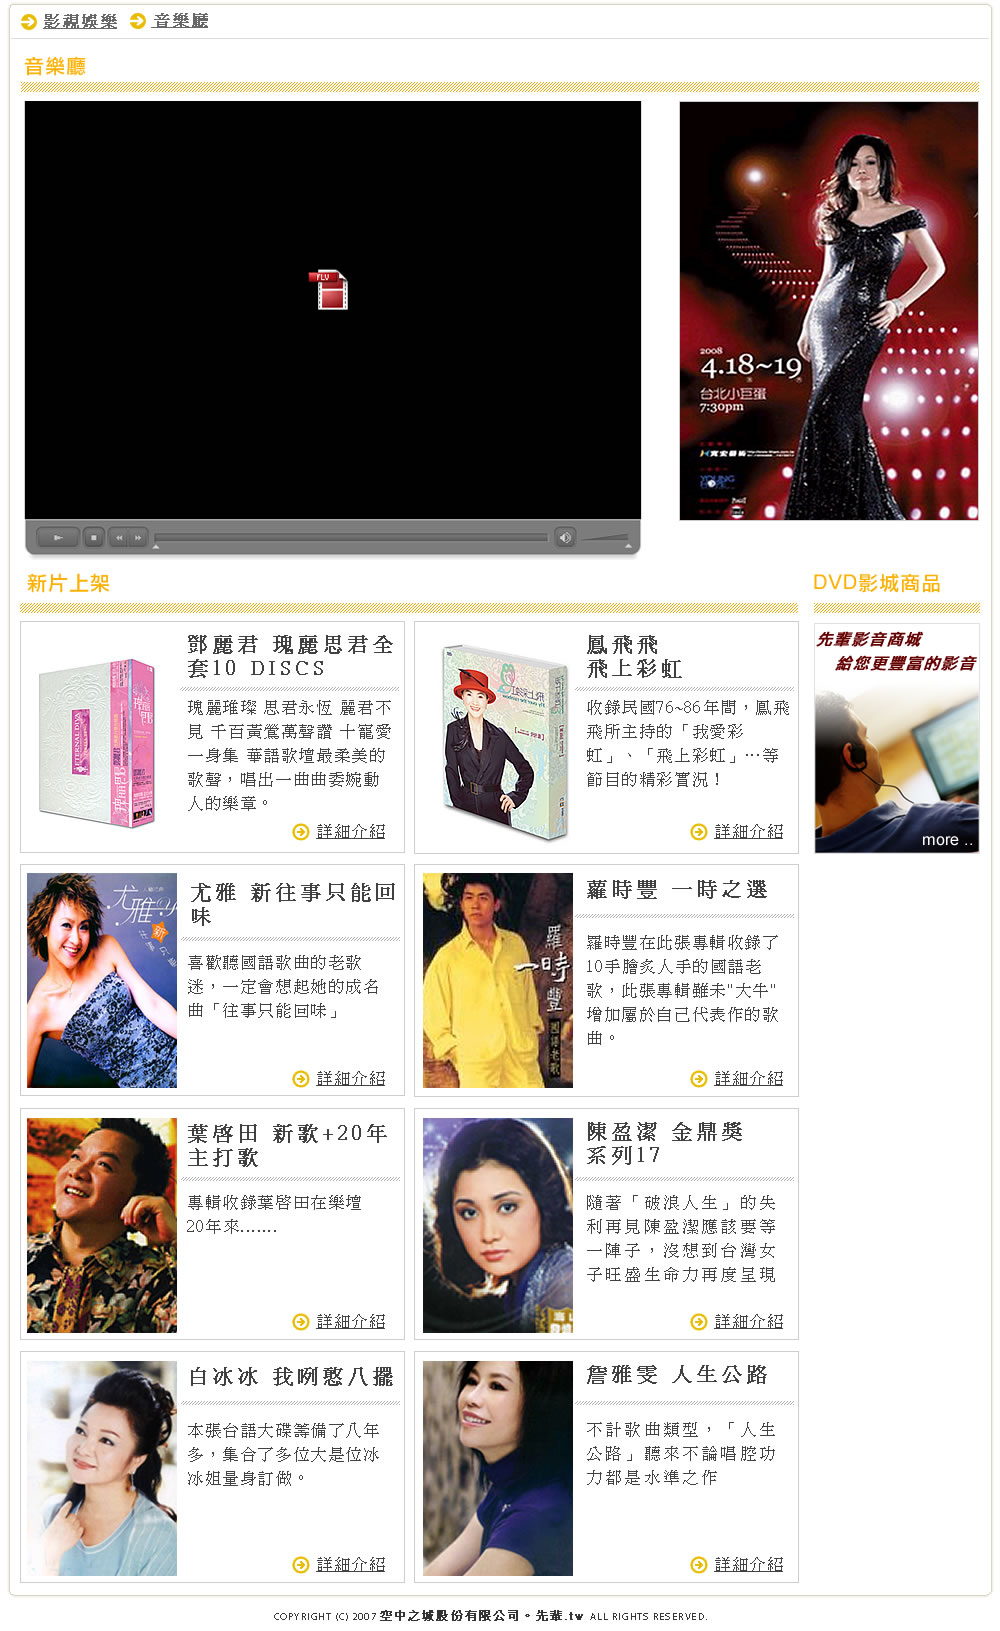 影視娛樂 音樂廳
音樂廳
FLV
2008
4.18~19
台北小巨蛋
7:30pm
寬宏藝術
YOUNG
新片上架
DVD影城商品
鄧麗君 瑰麗思君全
套10 DISCS
瑰麗璀璨 思君永恆 麗君不
見 千百黃鶯萬聲讚 十寵愛
一身集 華語歌壇最柔美的
歌聲，唱出一曲曲委婉動
人的樂章。
詳細介紹
鳳飛飛
飛上彩虹
收錄民國76~86年間，鳳飛
飛所主持的「我愛彩
虹」、「飛上彩虹」…等
節目的精彩實況！
詳細介紹
先輩影音商城
給您更豐富的影音
more ..
尤雅
新
尤雅 新往事只能回
味
喜歡聽國語歌曲的老歌
迷，一定會想起她的成名
曲「往事只能回味」
詳細介紹
羅時豐
一時
國語老歌
蘿時豐 一時之選
羅時豐在此張專輯收錄了
10手膾炙人手的國語老
歌，此張專輯雖未"大牛"
增加屬於自己代表作的歌
曲。
詳細介紹
葉啓田 新歌+20年
主打歌
專輯收錄葉啓田在樂壇
20年來.......
詳細介紹
陳盈潔 金鼎獎
系列17
隨著「破浪人生」的失
利再見陳盈潔應該要等
一陣子，沒想到台灣女
子旺盛生命力再度呈現
詳細介紹
白冰冰 我咧憨八擺
本張台語大碟籌備了八年
多，集合了多位大是位冰
冰姐量身訂做。
詳細介紹
詹雅雯 人生公路
不計歌曲類型，「人生
公路」聽來不論唱腔功
力都是水準之作
詳細介紹
COPYRIGHT (C) 2007 空中之城股份有限公司。先輩.tw ALL RIGHTS RESERVED.